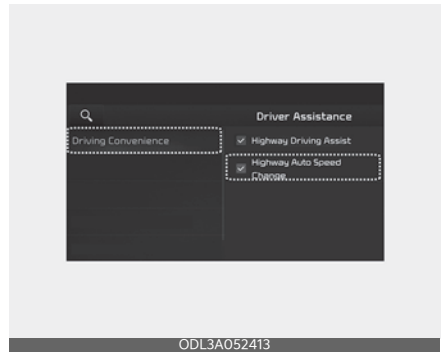 Driver Assistance
Driving Convenience
Highway Driving Assist
Highway Auto Speed
Change
ODL3A052413